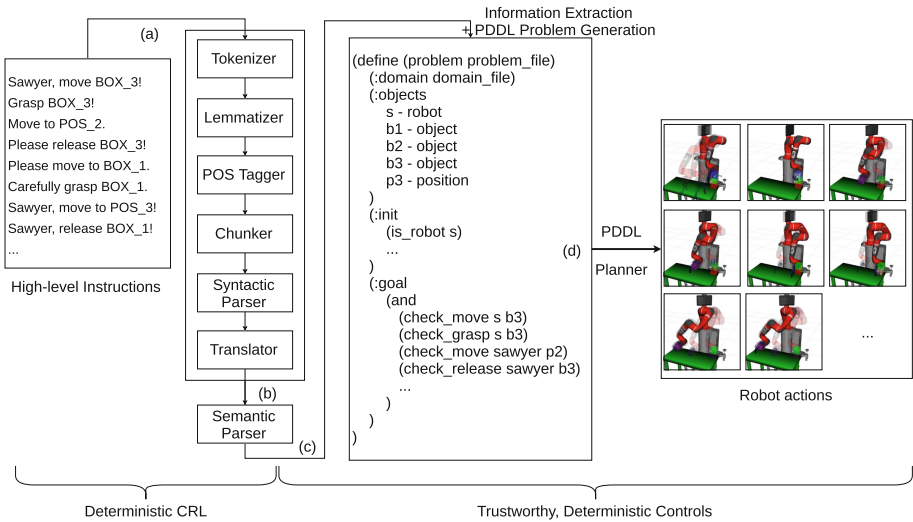 Information Extraction
+ PDDL Problem Generation
(a)
Sawyer, move BOX_3!
Grasp BOX_3!
Move to POS_2.
Please release BOX_3!
Please move to BOX_1.
Carefully grasp BOX_1.
Sawyer, move to POS_3!
Sawyer, release BOX_1!
...
High-level Instructions
Tokenizer
Lemmatizer
POS Tagger
Chunker
Syntactic
Parser
Translator
(b)
Semantic
Parser
(c)
(define (problem problem_file)
(:domain domain_file)
(:objects
s - robot
b1 - object
b2 - object
b3 - object
p3 - position
)
(:init
(is_robot s)
...
)
(:goal
(and
(check_move s b3)
(check_grasp s b3)
(check_move sawyer p2)
(check_release sawyer b3)
...
)
)
)
(d)
PDDL
Planner
...
Robot actions
Deterministic CRL
Trustworthy, Deterministic Controls